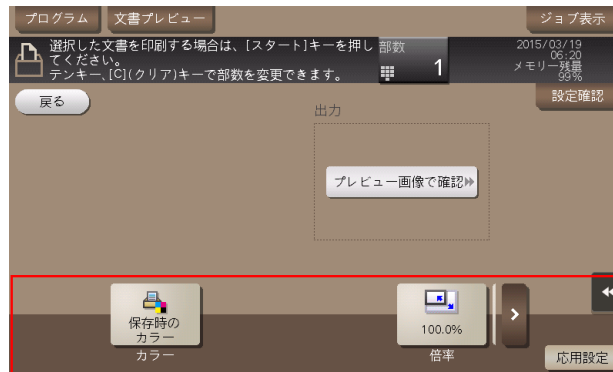 プログラム
文書プレビュー
ジョブ表示
選択した文書を印刷する場合は、[スタート]キーを押し
てください。
テンキー、[C](クリア)キーで部数を変更できます。
部数
1
2015/03/19
06:20
メモリー残量
99%
戻る
設定確認
出力
プレビュー画像で確認
保存時の
カラー
カラー
100.0%
倍率
応用設定